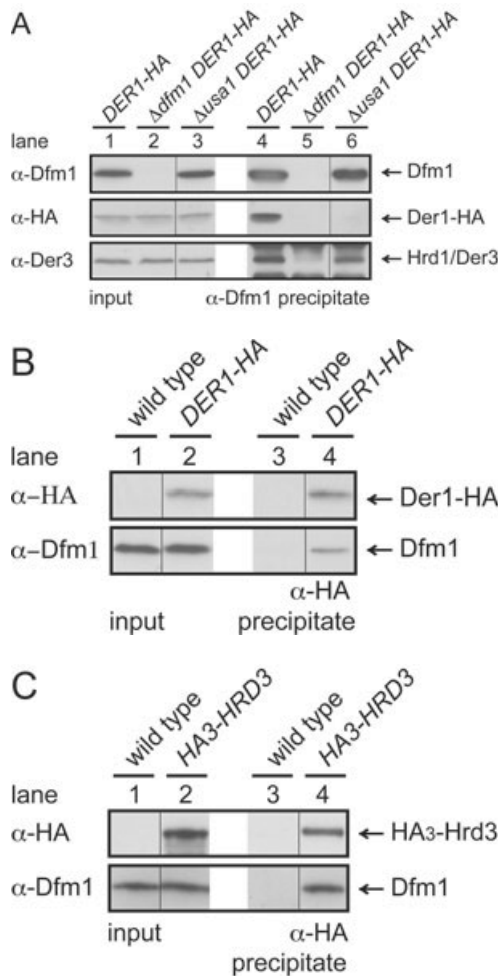 A
DER1-HA
Δdfm1 DER1-HA
Δusa1 DER1-HA
DER1-HA
Δdfm1 DER1-HA
Δusa1 DER1-HA
lane 1 2 3 4 5 6
α-Dfm1 ← Dfm1
α-HA ← Der1-HA
α-Der3 ← Hrd1/Der3
input α-Dfm1 precipitate
B
wild type
DER1-HA
wild type
DER1-HA
lane 1 2 3 4
α-HA ← Der1-HA
α-Dfm1 ← Dfm1
α-HA
input precipitate
C
wild type
HA3-HRD3
wild type
HA3-HRD3
lane 1 2 3 4
α-HA ← HA3-Hrd3
α-Dfm1 ← Dfm1
input α-HA
precipitate